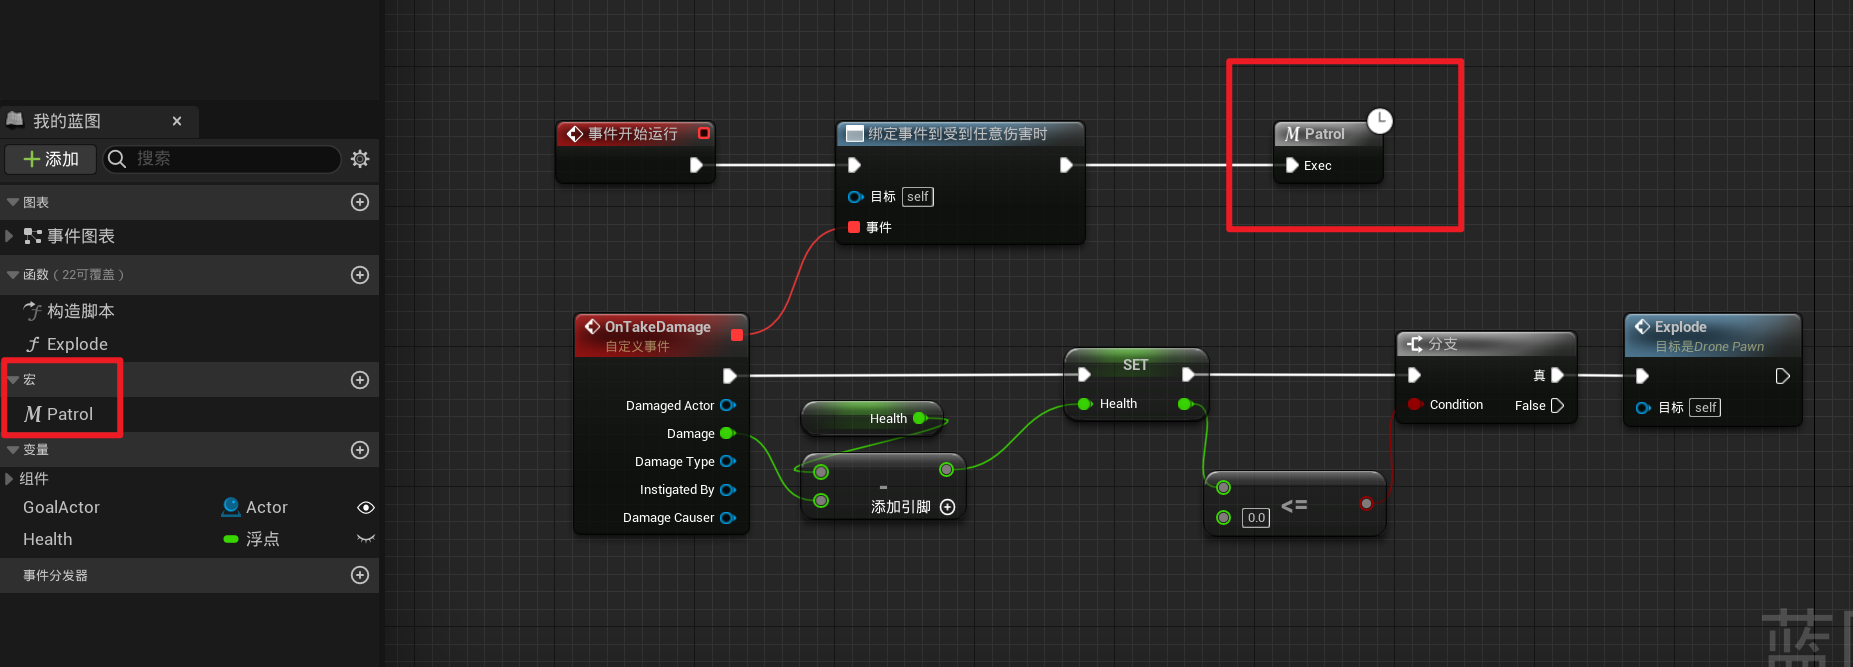 我的蓝图
添加
搜索
图表
事件图表
函数（22可覆盖）
构造脚本
Explode
宏
Patrol
变量
组件
GoalActor
Actor
Health
浮点
事件分发器
事件开始运行
绑定事件到受到任意伤害时
目标 self
事件
Patrol
Exec
OnTakeDamage
自定义事件
Damaged Actor
Damage
Damage Type
Instigated By
Damage Causer
Health
-
添加引脚
SET
Health
0.0
<=
分支
真
Condition
False
Explode
目标是Drone Pawn
目标 self
蓝